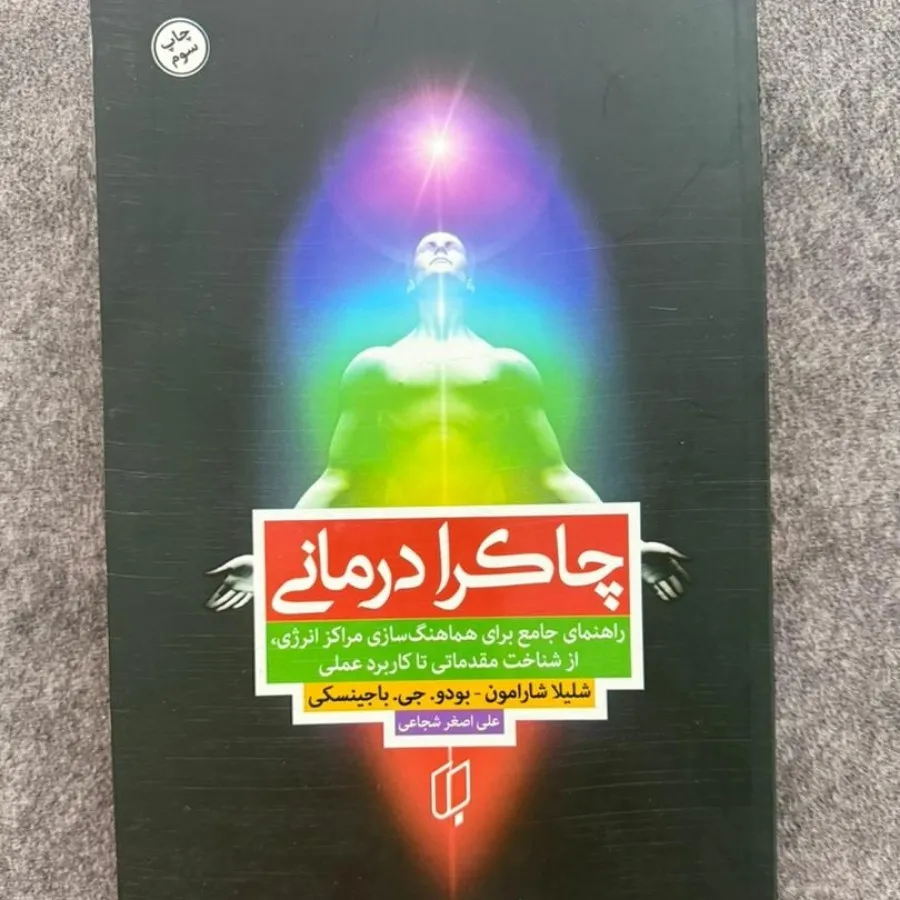 چاپ
سوم
چاکرا درمانی
راهنمای جامع برای هماهنگ‌سازی مراکز انرژی،
از شناخت مقدماتی تا کاربرد عملی
شلیلا شارامون - بودو. جی. باجینسکی
علی اصغر شجاعی